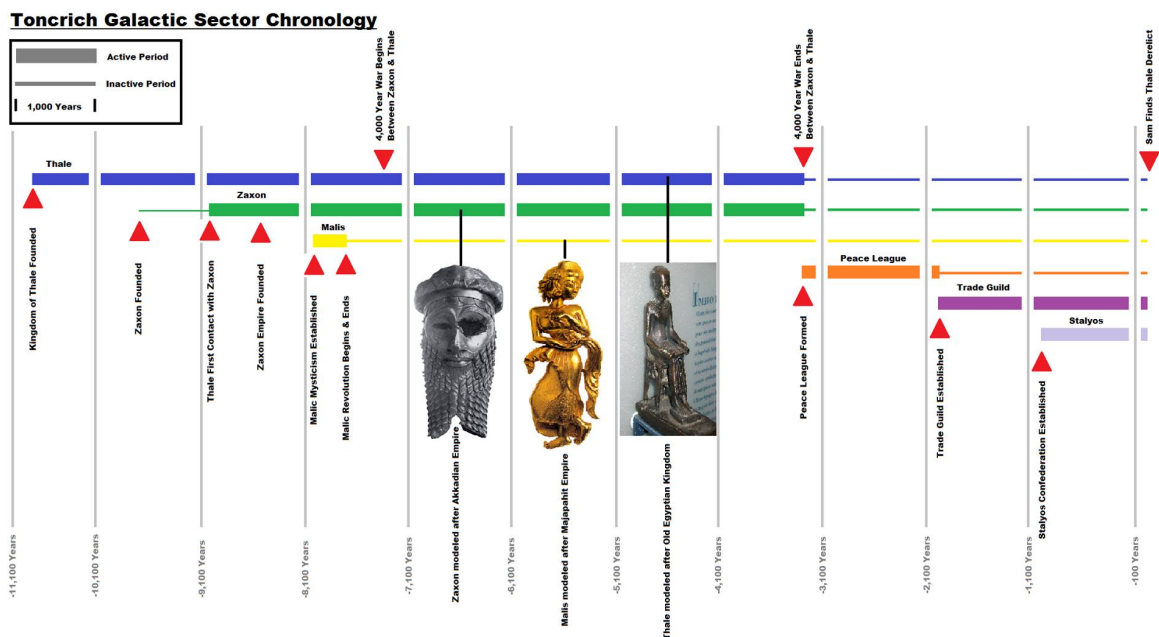 Toncrich Galactic Sector Chronology
Active Period
Inactive Period
1,000 Years
4,000 Year War Begins
Between Zaxon & Thale
4,000 Year War Ends
Between Zaxon & Thale
Sam Finds Thale Derelict
Thale
Zaxon
Malis
Peace League
Trade Guild
Stalyos
Kingdom of Thale Founded
Zaxon Founded
Thale First Contact with Zaxon
Zaxon Empire Founded
Malic Mysticism Established
Malic Revolution Begins & Ends
Zaxon modeled after Akkadian Empire
Malis modeled after Majapahit Empire
Thale modeled after Old Egyptian Kingdom
Peace League Formed
Trade Guild Established
Stalyos Confederation Established
-11,100 Years
-10,100 Years
-9,100 Years
-8,100 Years
-7,100 Years
-6,100 Years
-5,100 Years
-4,100 Years
-3,100 Years
-2,100 Years
-1,100 Years
-100 Years